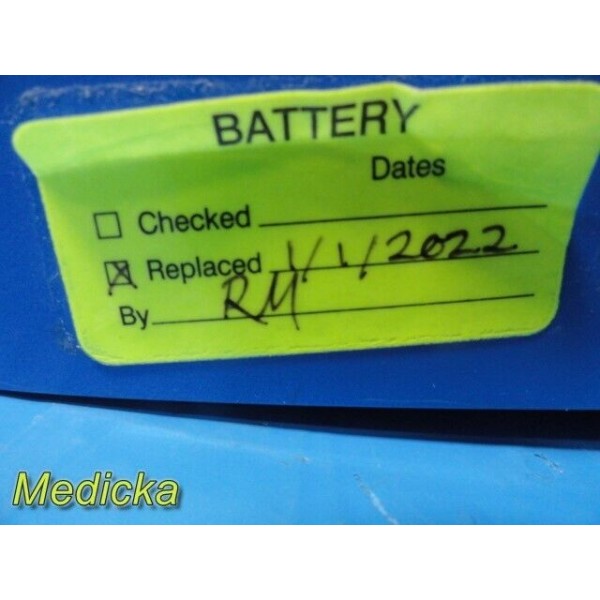 BATTERY
Dates
☐ Checked
☒ Replaced 1/1/2022
By RM
Medicka